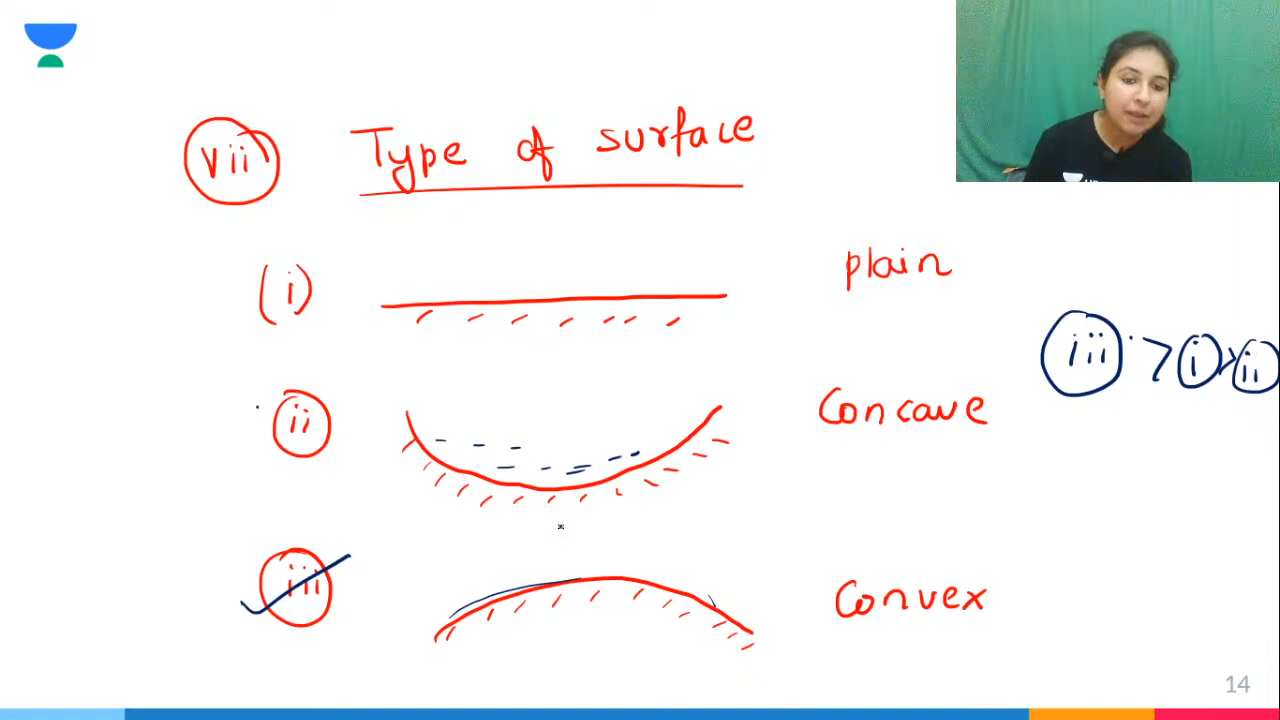 vii Type of surface
(i) plain
iii > i > ii
ii Concave
iii Convex
14